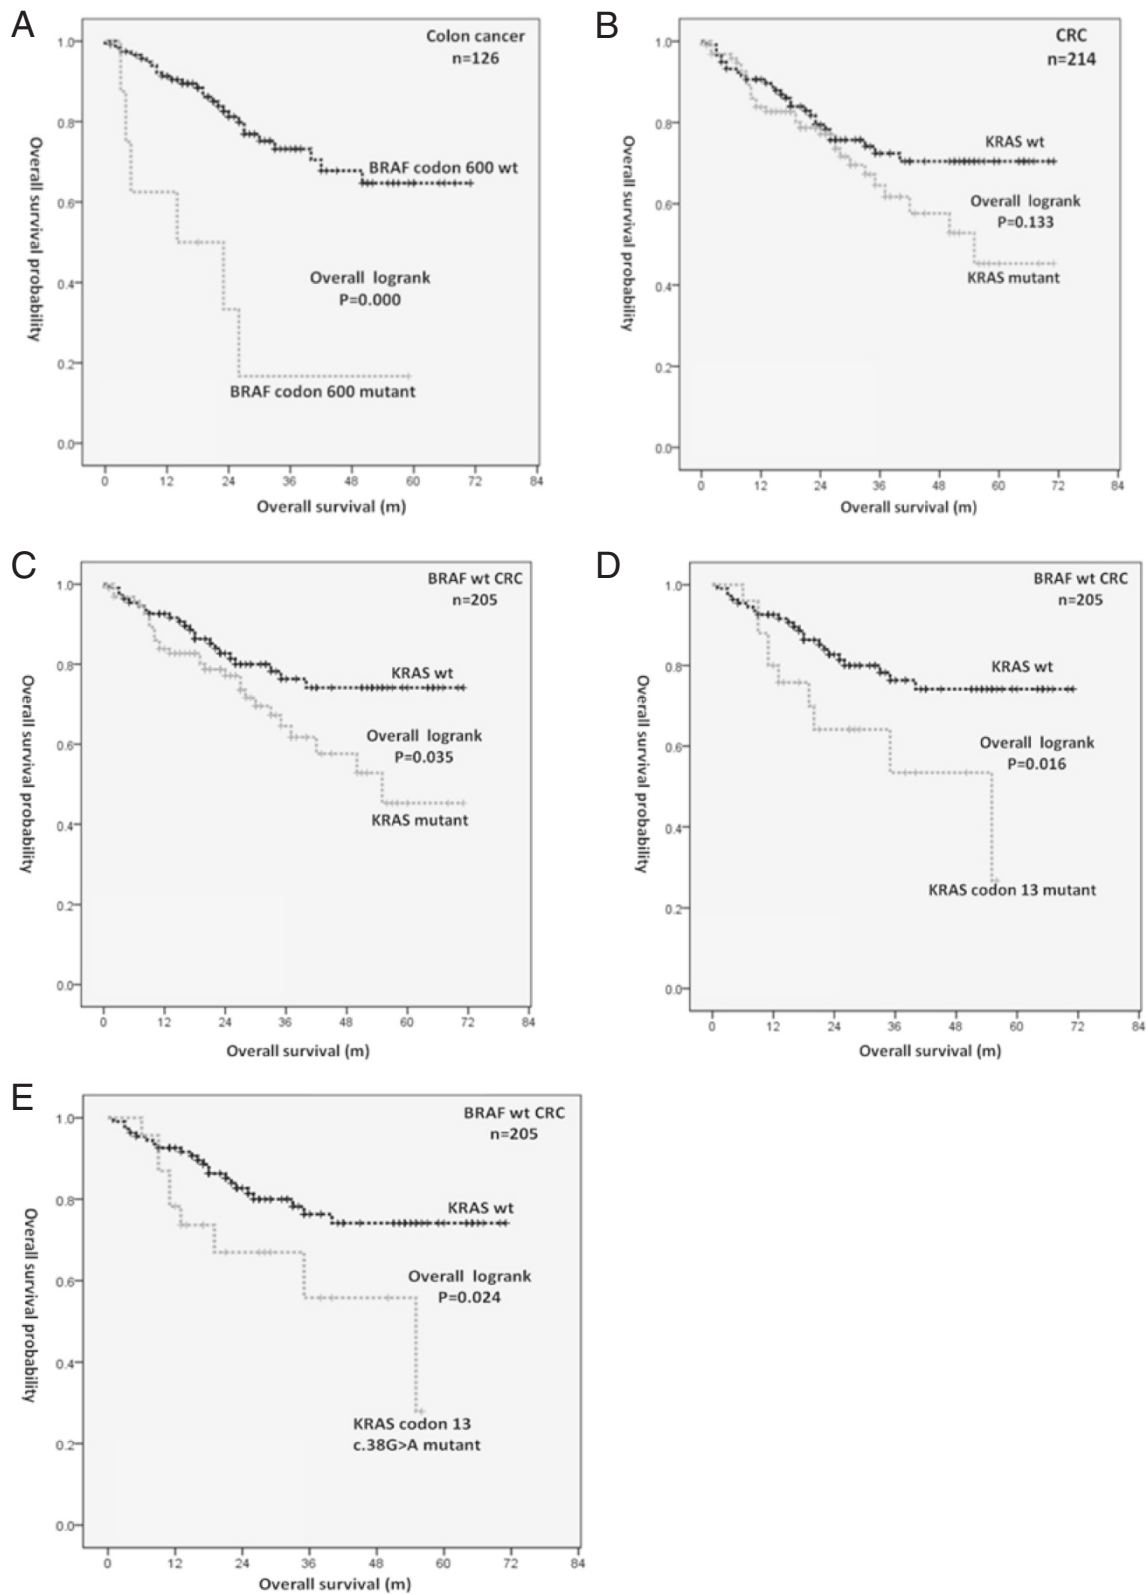 A
Colon cancer
n=126
1.0
0.8
0.6
0.4
0.2
0.0
Overall survival probability
BRAF codon 600 wt
Overall logrank
P=0.000
BRAF codon 600 mutant
0 12 24 36 48 60 72 84
Overall survival (m)
B
CRC
n=214
1.0
0.8
0.6
0.4
0.2
0.0
Overall survival probability
KRAS wt
Overall logrank
P=0.133
KRAS mutant
0 12 24 36 48 60 72 84
Overall survival (m)
C
BRAF wt CRC
n=205
1.0
0.8
0.6
0.4
0.2
0.0
Overall survival probability
KRAS wt
Overall logrank
P=0.035
KRAS mutant
0 12 24 36 48 60 72 84
Overall survival (m)
D
BRAF wt CRC
n=205
1.0
0.8
0.6
0.4
0.2
0.0
Overall survival probability
KRAS wt
Overall logrank
P=0.016
KRAS codon 13 mutant
0 12 24 36 48 60 72 84
Overall survival (m)
E
BRAF wt CRC
n=205
1.0
0.8
0.6
0.4
0.2
0.0
Overall survival probability
KRAS wt
Overall logrank
P=0.024
KRAS codon 13
c.38G>A mutant
0 12 24 36 48 60 72 84
Overall survival (m)